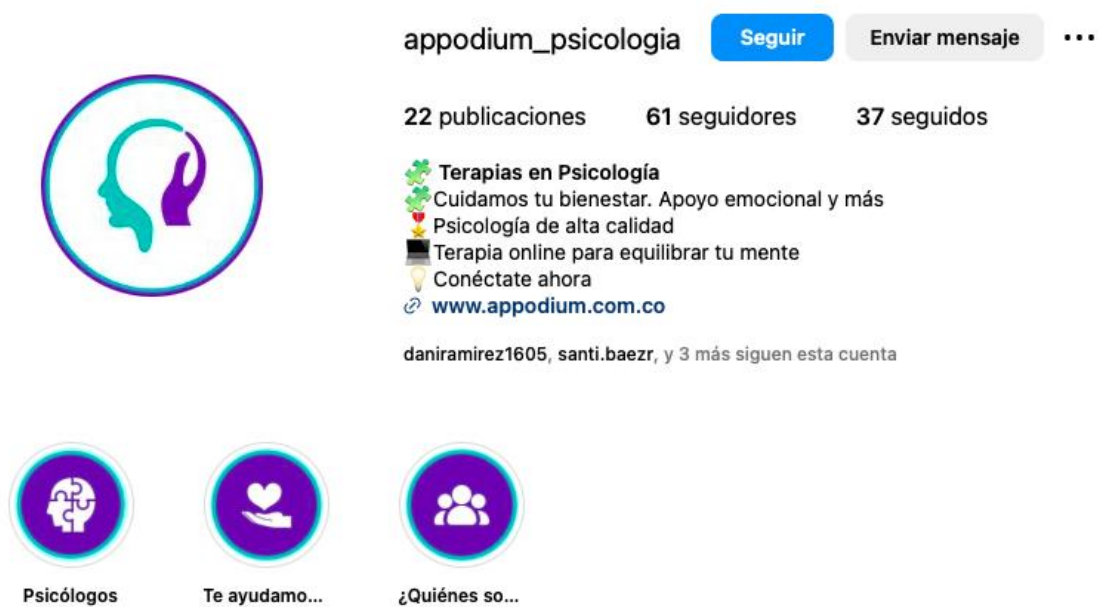 appodium_psicologia Seguir Enviar mensaje ...
22 publicaciones 61 seguidores 37 seguidos
Terapias en Psicología
Cuidamos tu bienestar. Apoyo emocional y más
Psicología de alta calidad
Terapia online para equilibrar tu mente
Conéctate ahora
www.appodium.com.co
daniramirez1605, santi.baezr, y 3 más siguen esta cuenta
Psicólogos Te ayudamo... ¿Quiénes so...